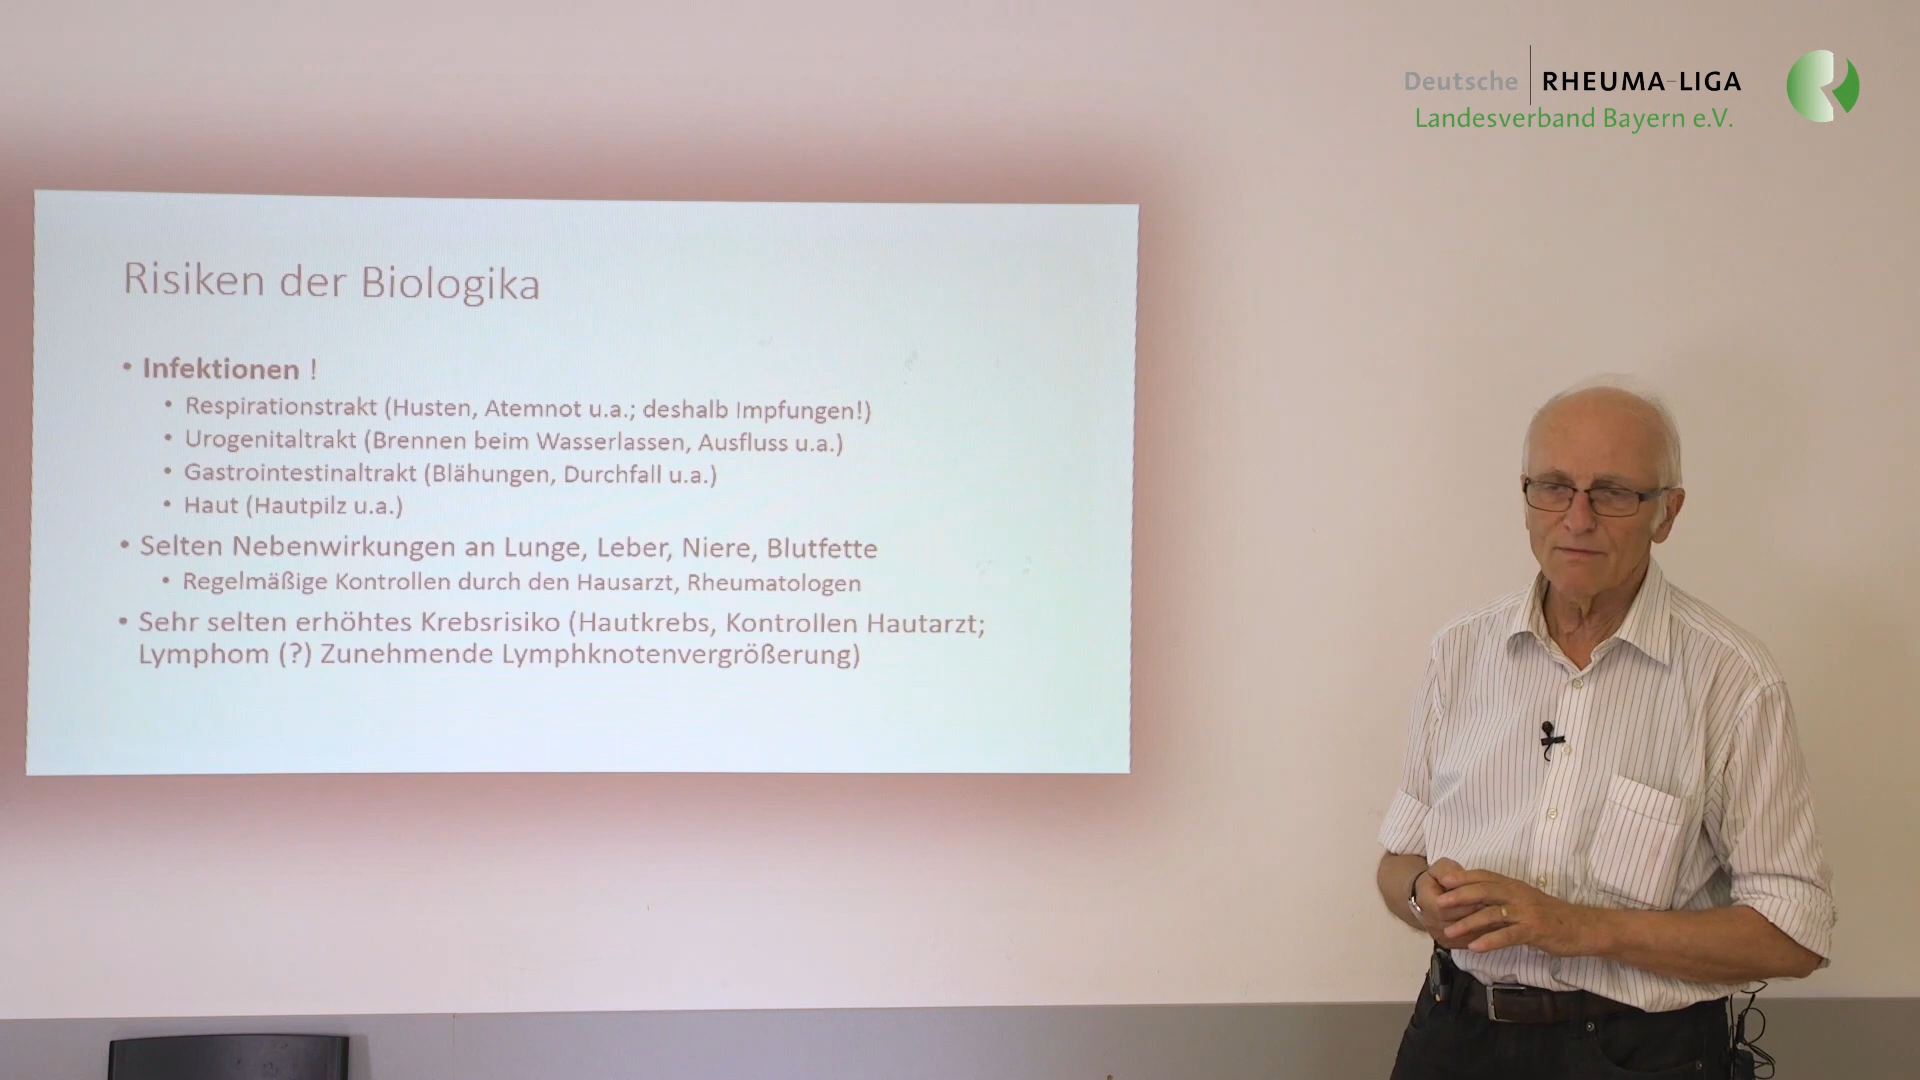 Deutsche RHEUMA-LIGA
Landesverband Bayern e.V.
Risiken der Biologika
• Infektionen !
• Respirationstrakt (Husten, Atemnot u.a.; deshalb Impfungen!)
• Urogenitaltrakt (Brennen beim Wasserlassen, Ausfluss u.a.)
• Gastrointestinaltrakt (Blähungen, Durchfall u.a.)
• Haut (Hautpilz u.a.)
• Selten Nebenwirkungen an Lunge, Leber, Niere, Blutfette
• Regelmäßige Kontrollen durch den Hausarzt, Rheumatologen
• Sehr selten erhöhtes Krebsrisiko (Hautkrebs, Kontrollen Hautarzt;
Lymphom (?) Zunehmende Lymphknotenvergrößerung)